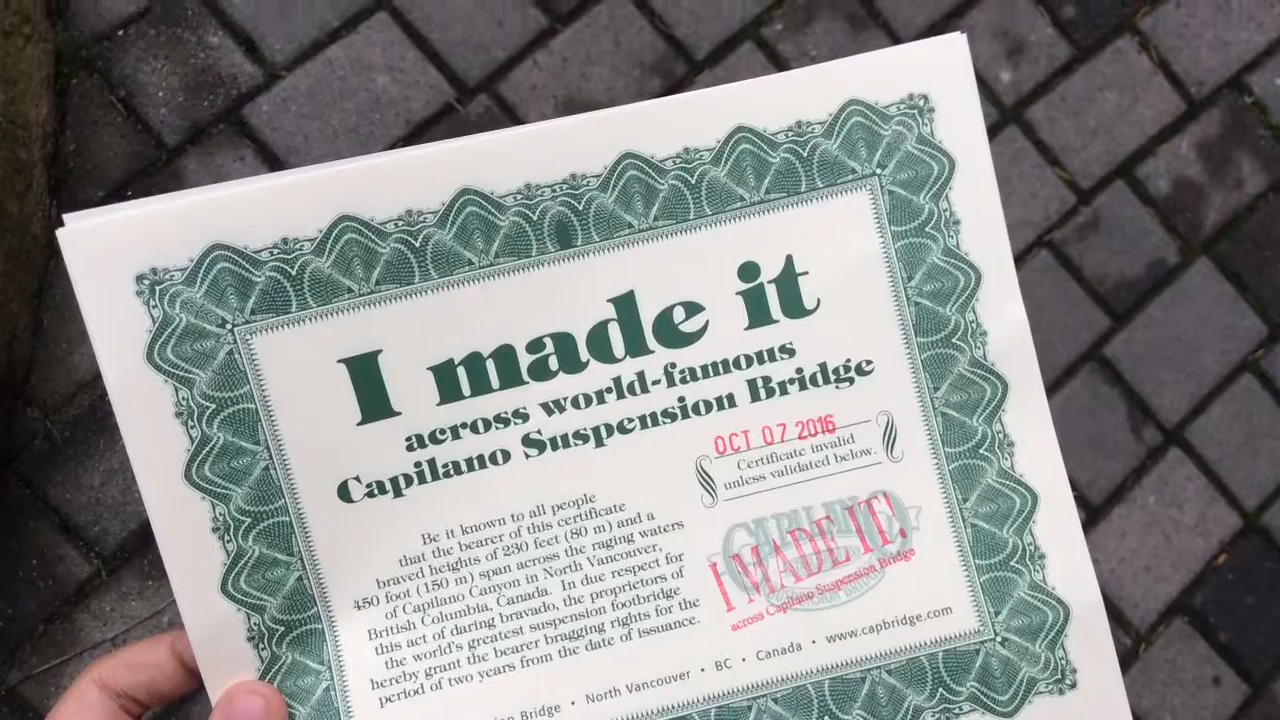 I made it
across world-famous
Capilano Suspension Bridge
OCT 07 2016
Certificate invalid
unless validated below.
Be it known to all people
that the bearer of this certificate
braved heights of 230 feet (80 m) and a
450 foot (150 m) span across the raging waters
of Capilano Canyon in North Vancouver,
British Columbia, Canada. In due respect for
this act of daring bravado, the proprietors of
the world's greatest suspension footbridge
hereby grant the bearer bragging rights for the
period of two years from the date of issuance.
CAPILANO
I MADE IT!
across Capilano Suspension Bridge
Bridge • North Vancouver • BC • Canada • www.capbridge.com